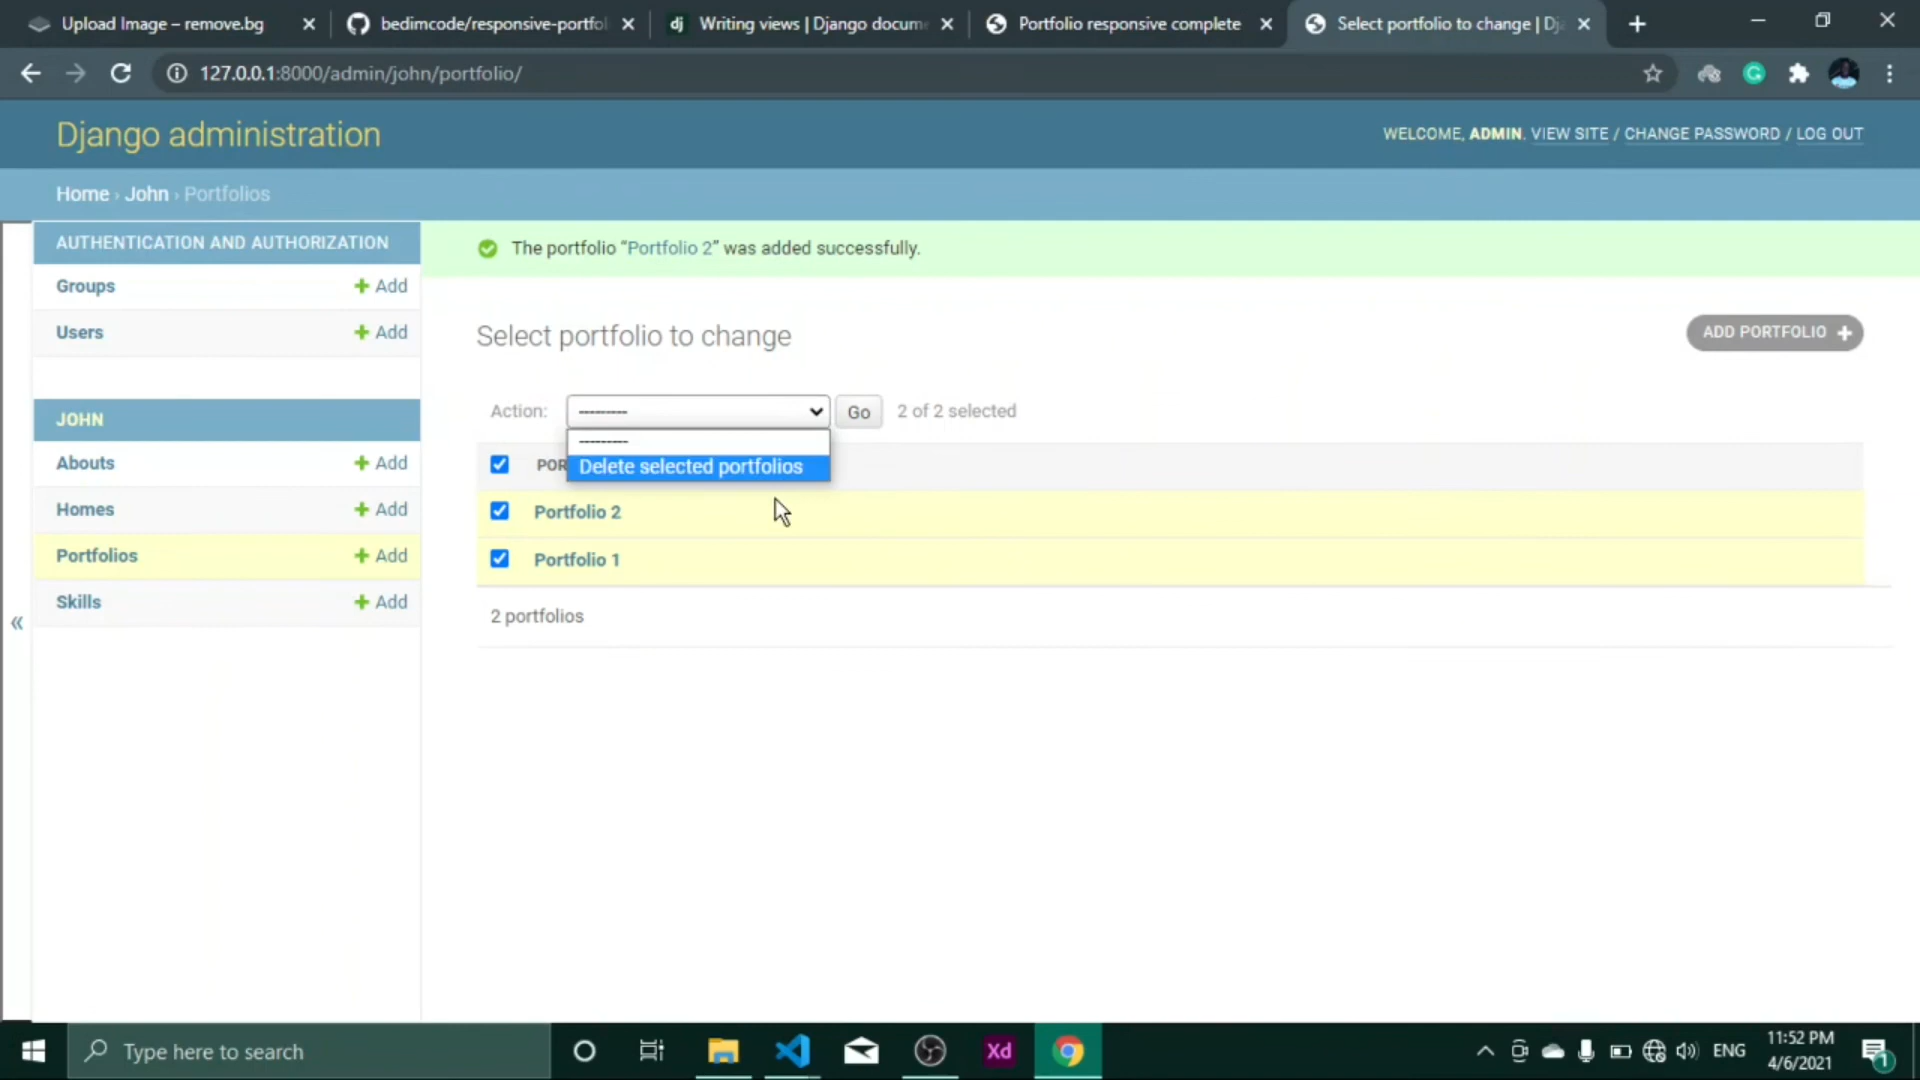 Upload Image – remove.bg
bedimcode/responsive-portfol
dj Writing views | Django docum
Portfolio responsive complete
Select portfolio to change | Dj
127.0.0.1:8000/admin/john/portfolio/
Django administration
WELCOME, ADMIN. VIEW SITE / CHANGE PASSWORD / LOG OUT
Home › John › Portfolios
AUTHENTICATION AND AUTHORIZATION
Groups + Add
Users + Add
JOHN
Abouts + Add
Homes + Add
Portfolios + Add
Skills + Add
«
The portfolio “Portfolio 2” was added successfully.
Select portfolio to change
ADD PORTFOLIO +
Action: --------- Go 2 of 2 selected
---------
POR Delete selected portfolios
Portfolio 2
Portfolio 1
2 portfolios
Type here to search
Xd
ENG
11:52 PM
4/6/2021
1